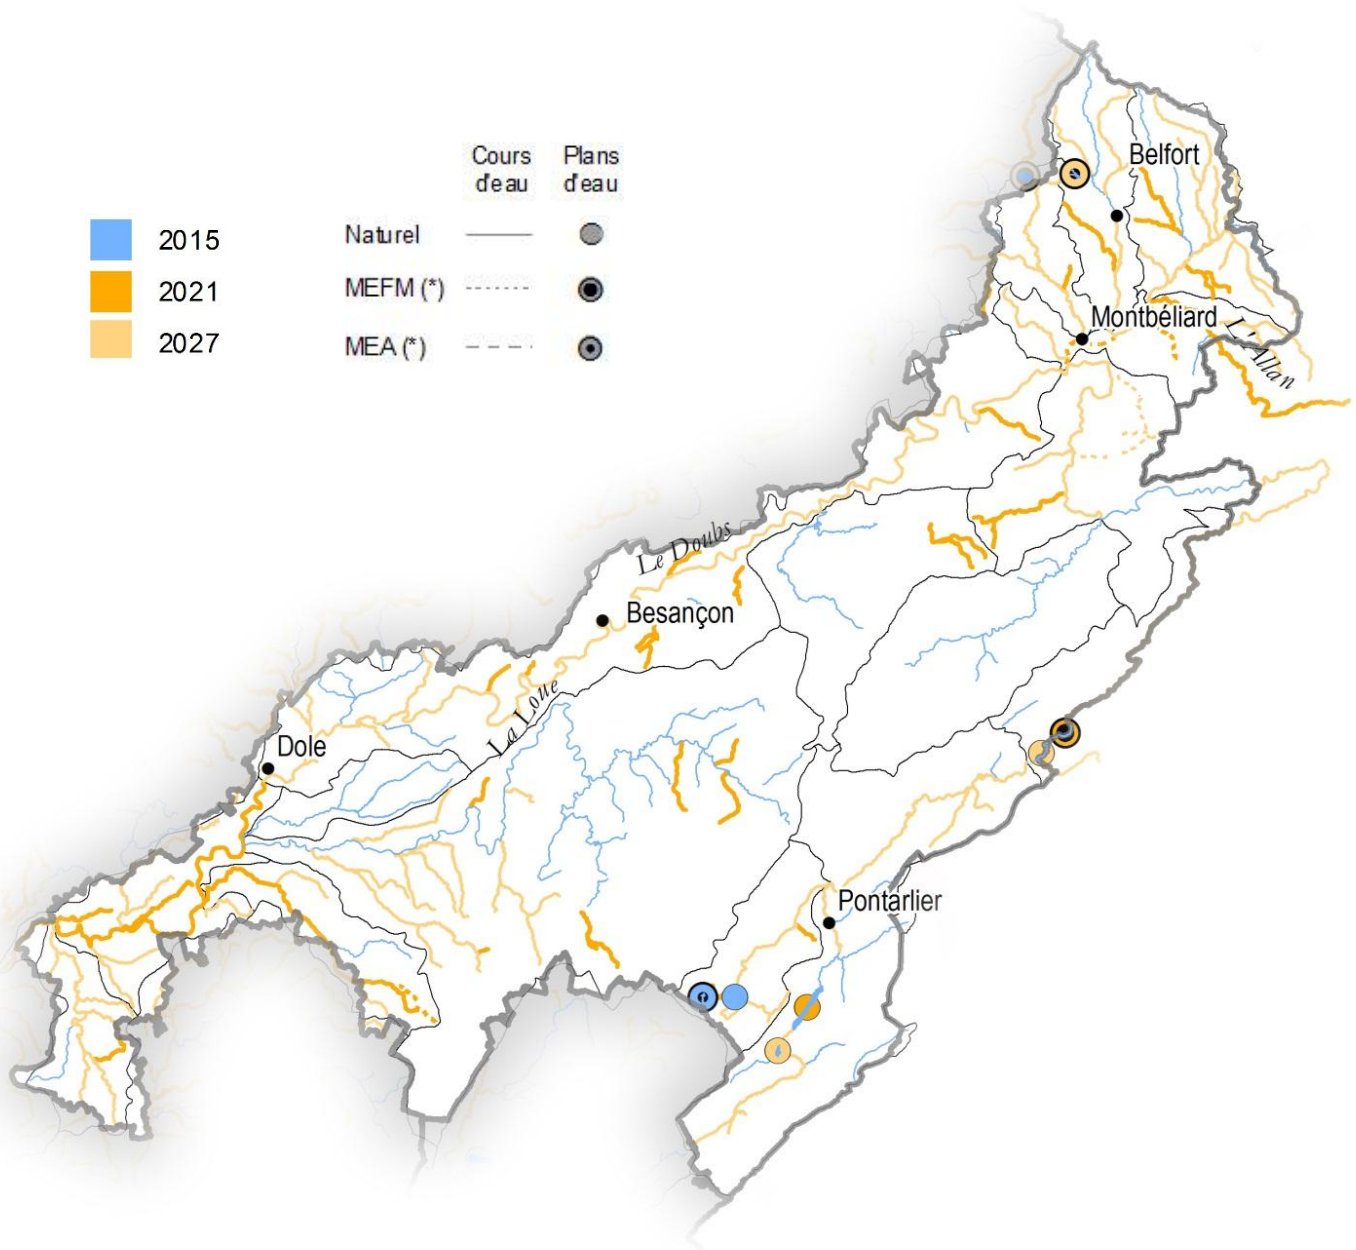 Cours
d'eau
Plans
d'eau
2015
2021
2027
Naturel
MEFM (*)
MEA (*)
Belfort
Montbéliard
L'Allan
Le Doubs
Besançon
La Loue
Dole
Pontarlier